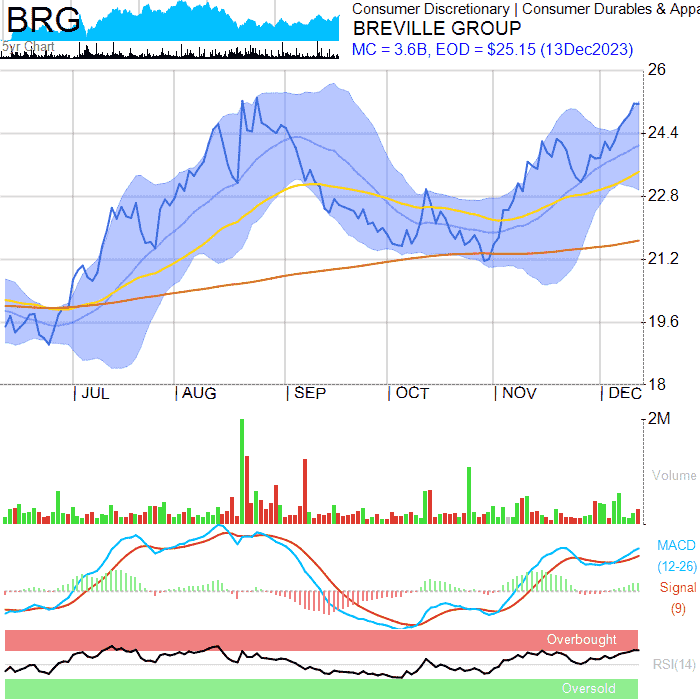 BRG
5yr Chart
Consumer Discretionary | Consumer Durables & Appa
BREVILLE GROUP
MC = 3.6B, EOD = $25.15 (13Dec2023)
26
24.4
22.8
21.2
19.6
18
JUL AUG SEP OCT NOV DEC
2M
Volume
MACD
(12-26)
Signal
(9)
Overbought
RSI(14)
Oversold